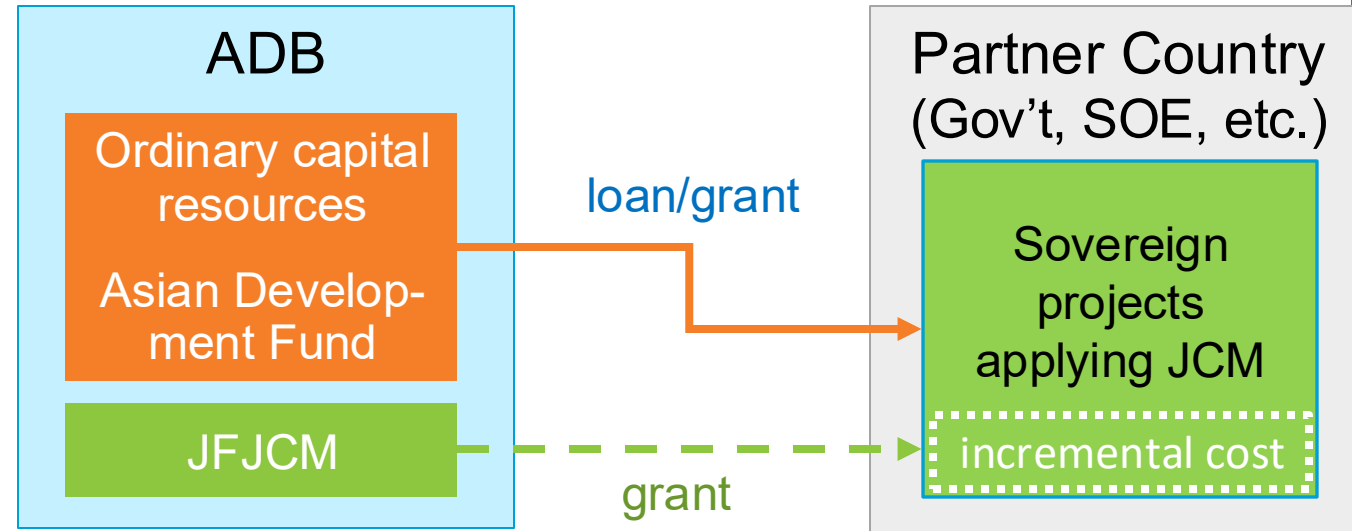 ADB
Ordinary capital
resources
Asian Develop-
ment Fund
JFJCM
loan/grant
grant
Partner Country
(Gov’t, SOE, etc.)
Sovereign
projects
applying JCM
incremental cost